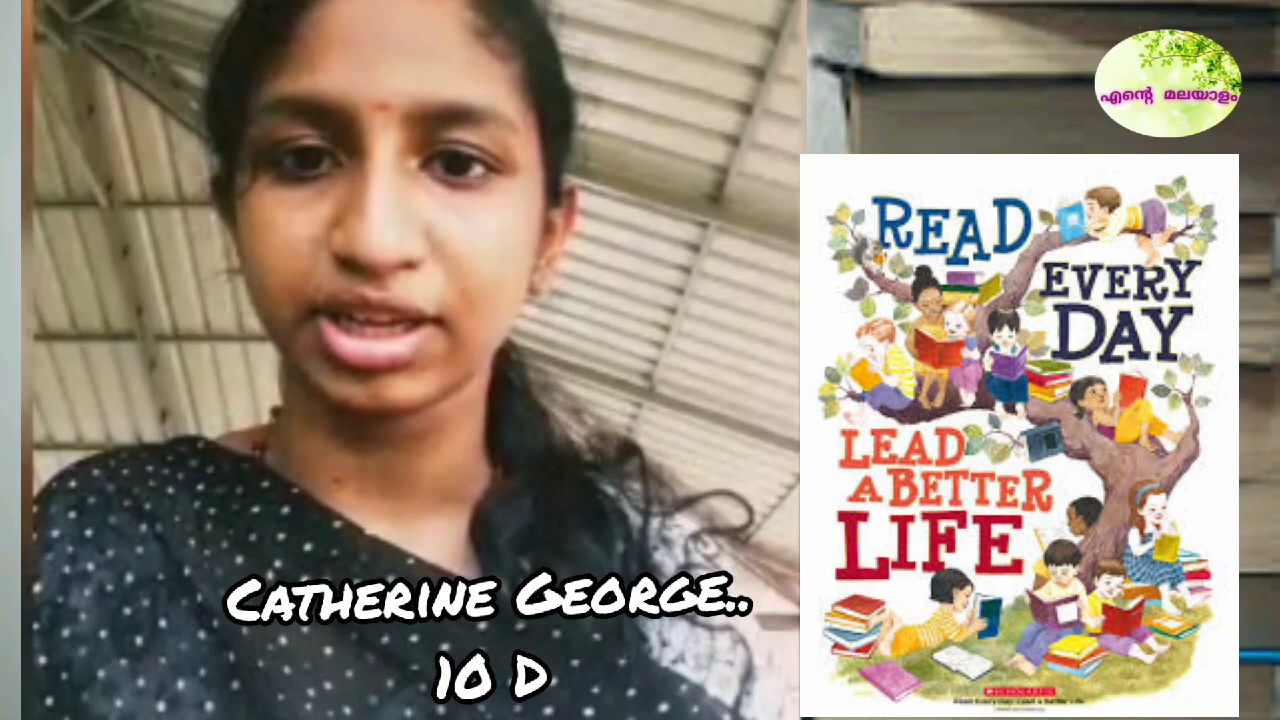 എന്റെ മലയാളം
READ
EVERY
DAY
LEAD
A BETTER
LIFE
SCHOLASTIC
CATHERINE GEORGE..
10 D